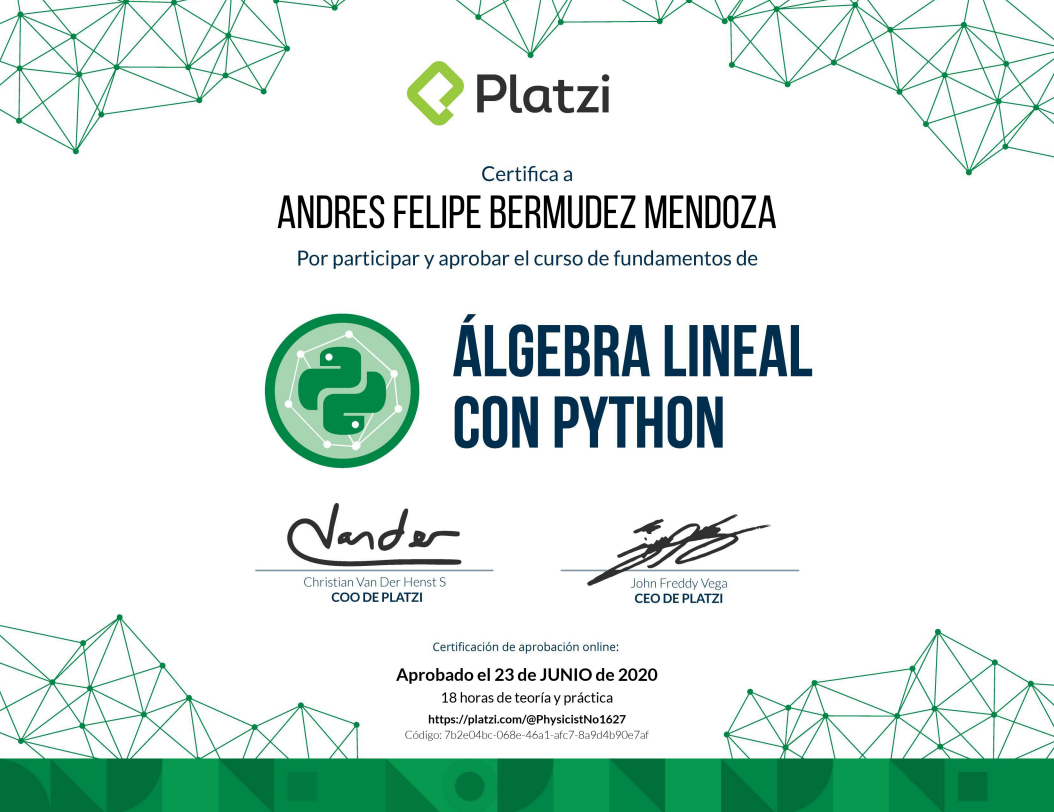 Platzi
Certifica a
ANDRES FELIPE BERMUDEZ MENDOZA
Por participar y aprobar el curso de fundamentos de
ÁLGEBRA LINEAL
CON PYTHON
Vander
Christian Van Der Henst S
COO DE PLATZI
John Freddy Vega
CEO DE PLATZI
Certificación de aprobación online:
Aprobado el 23 de JUNIO de 2020
18 horas de teoría y práctica
https://platzi.com/@PhysicistNo1627
Código: 7b2e04bc-068e-46a1-afc7-8a9d4b90e7af